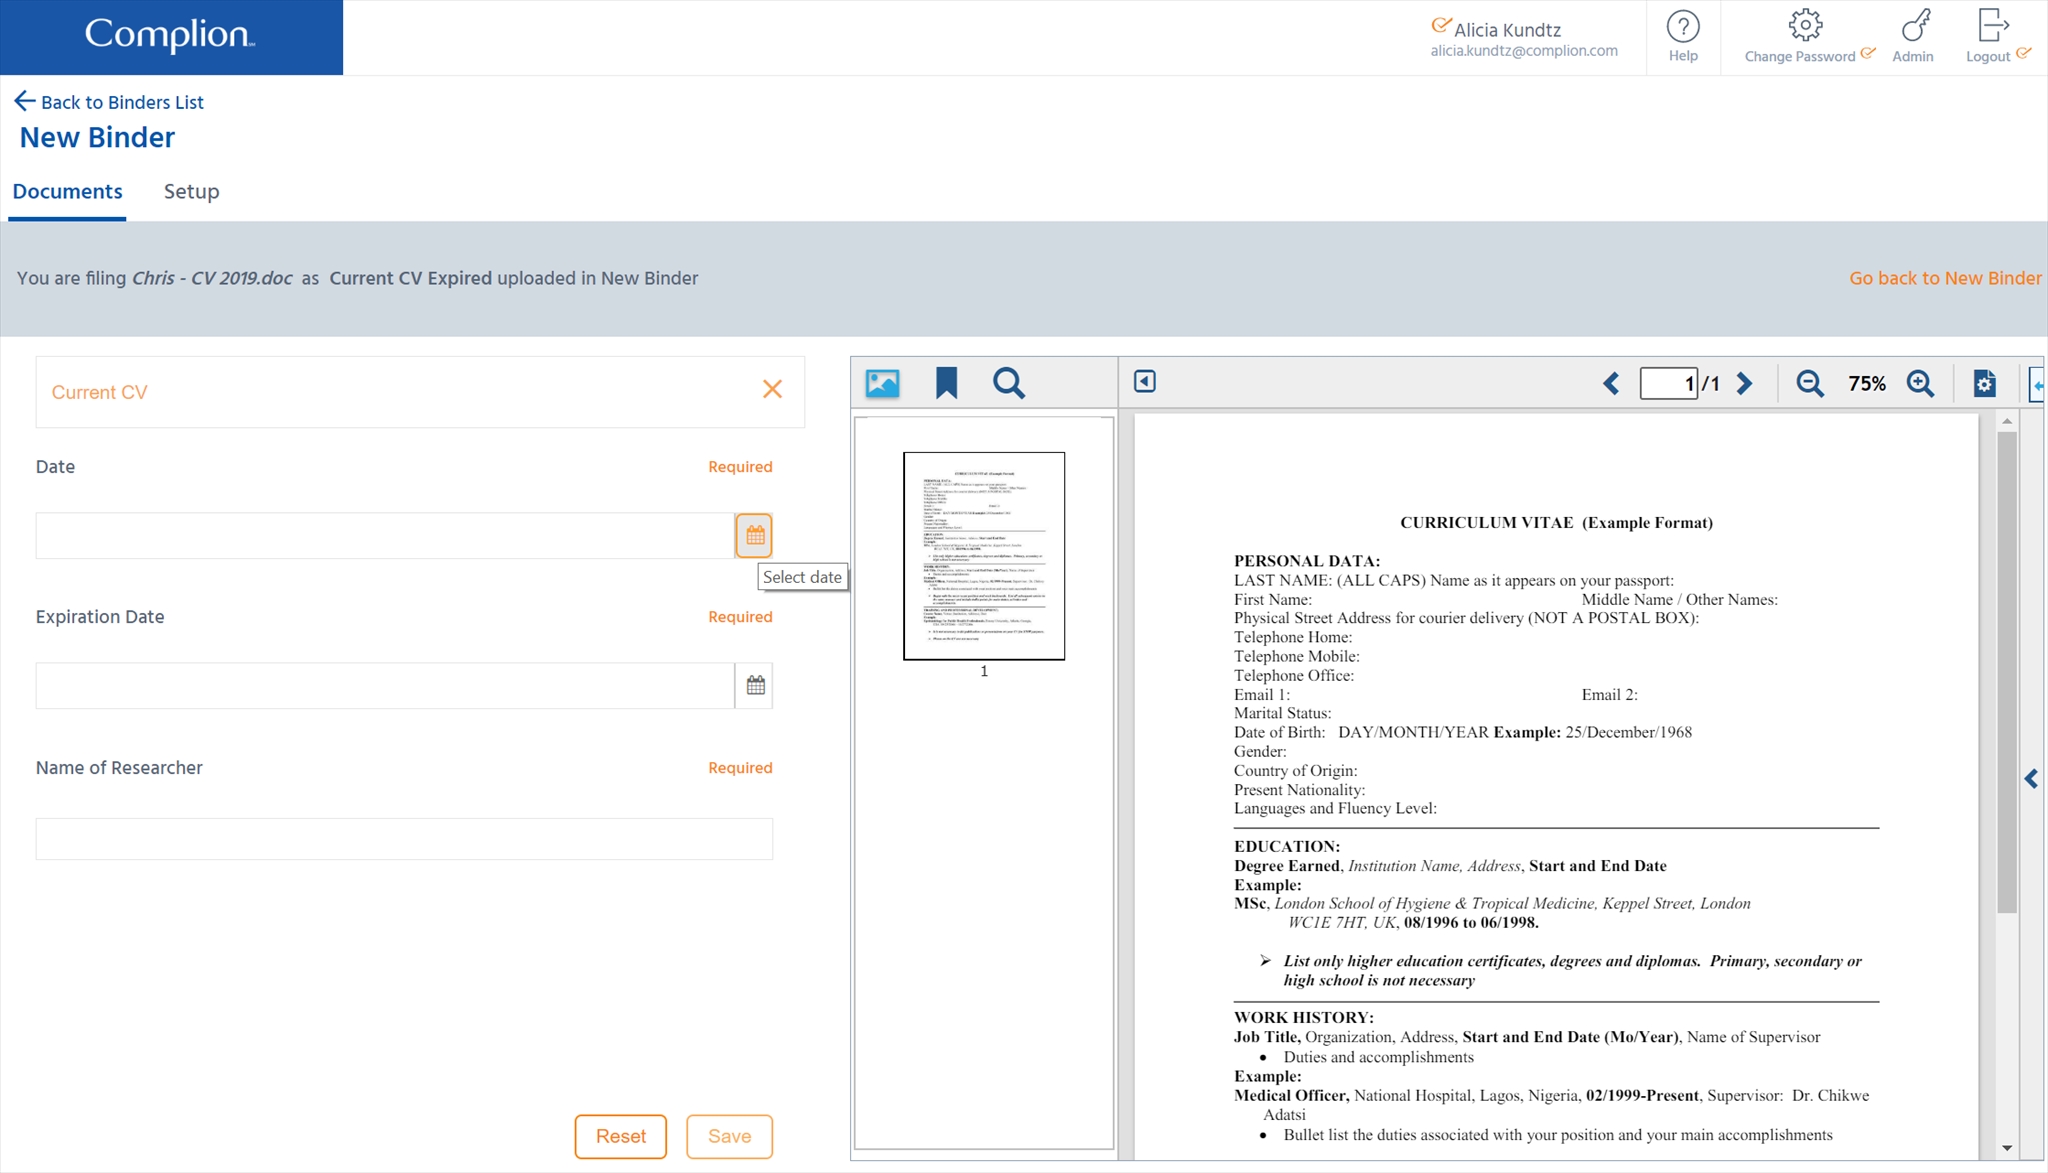 Complion
Alicia Kundtz
alicia.kundtz@complion.com
Help
Change Password
Admin
Logout
Back to Binders List
New Binder
Documents Setup
You are filing Chris - CV 2019.doc as Current CV Expired uploaded in New Binder
Go back to New Binder
Current CV
Date Required
Select date
Expiration Date Required
Name of Researcher Required
Reset Save
1 /1
75%
1
CURRICULUM VITAE (Example Format)
PERSONAL DATA:
LAST NAME: (ALL CAPS) Name as it appears on your passport:
First Name: Middle Name / Other Names:
Physical Street Address for courier delivery (NOT A POSTAL BOX):
Telephone Home:
Telephone Mobile:
Telephone Office:
Email 1: Email 2:
Marital Status:
Date of Birth: DAY/MONTH/YEAR Example: 25/December/1968
Gender:
Country of Origin:
Present Nationality:
Languages and Fluency Level:
EDUCATION:
Degree Earned, Institution Name, Address, Start and End Date
Example:
MSc, London School of Hygiene & Tropical Medicine, Keppel Street, London
WC1E 7HT, UK, 08/1996 to 06/1998.
➢ List only higher education certificates, degrees and diplomas. Primary, secondary or
high school is not necessary
WORK HISTORY:
Job Title, Organization, Address, Start and End Date (Mo/Year), Name of Supervisor
• Duties and accomplishments
Example:
Medical Officer, National Hospital, Lagos, Nigeria, 02/1999-Present, Supervisor: Dr. Chikwe
Adatsi
• Bullet list the duties associated with your position and your main accomplishments